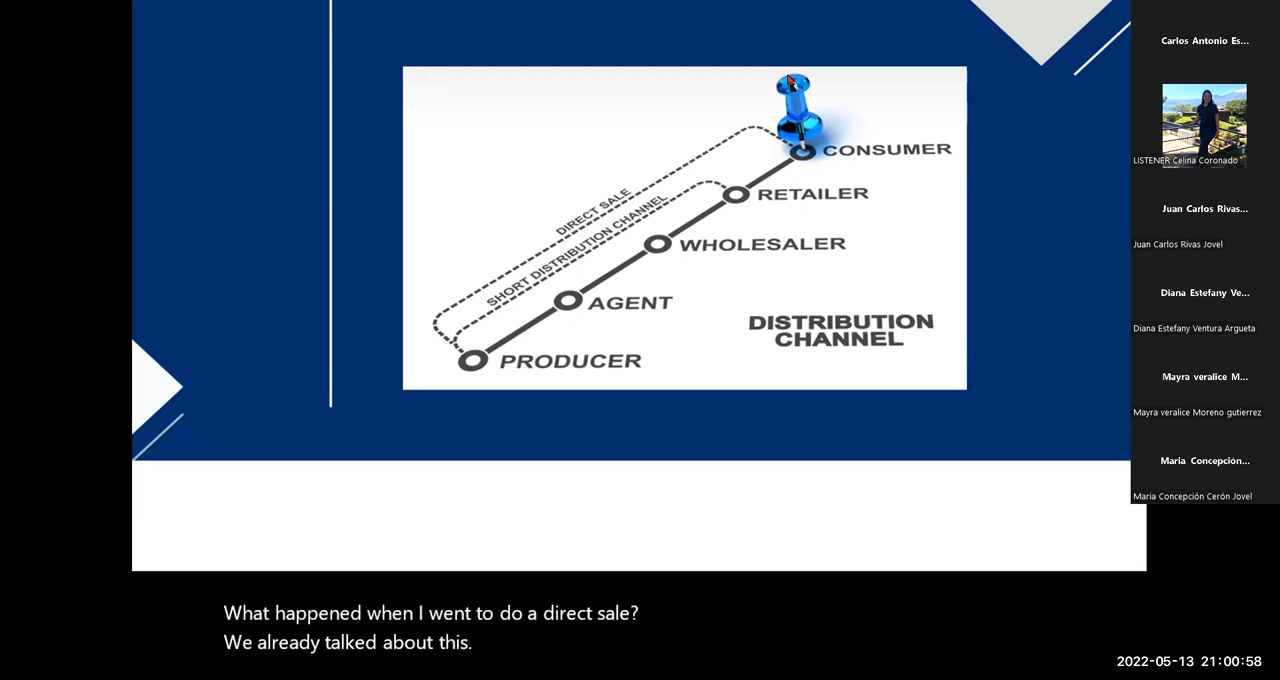 CONSUMER
RETAILER
DIRECT SALE
SHORT DISTRIBUTION CHANNEL
WHOLESALER
AGENT
DISTRIBUTION
CHANNEL
PRODUCER
Carlos Antonio Es...
LISTENER Celina Coronado
Juan Carlos Rivas...
Juan Carlos Rivas Jovel
Diana Estefany Ve...
Diana Estefany Ventura Argueta
Mayra veralice M...
Mayra veralice Moreno gutierrez
Maria Concepción...
Maria Concepción Cerón Jovel
What happened when I went to do a direct sale?
We already talked about this.
2022-05-13 21:00:58